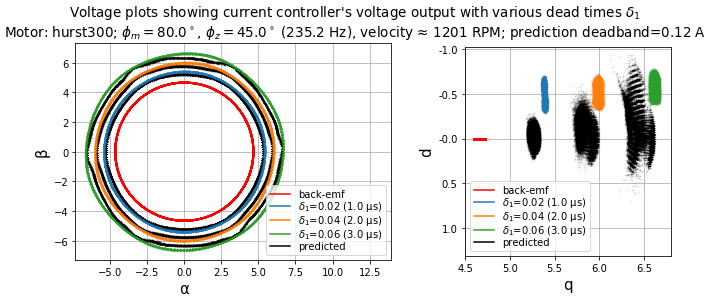 Voltage plots showing current controller's voltage output with various dead times δ₁
Motor: hurst300; ϕₘ = 80.0°, ϕ_z = 45.0° (235.2 Hz), velocity ≈ 1201 RPM; prediction deadband=0.12 A
6
4
2
0
−2
−4
−6
β
−5.0
−2.5
0.0
2.5
5.0
7.5
10.0
12.5
α
back-emf
δ₁=0.02 (1.0 μs)
δ₁=0.04 (2.0 μs)
δ₁=0.06 (3.0 μs)
predicted
-1.0
-0.5
-0.0
0.5
1.0
d
4.5
5.0
5.5
6.0
6.5
q
back-emf
δ₁=0.02 (1.0 μs)
δ₁=0.04 (2.0 μs)
δ₁=0.06 (3.0 μs)
predicted